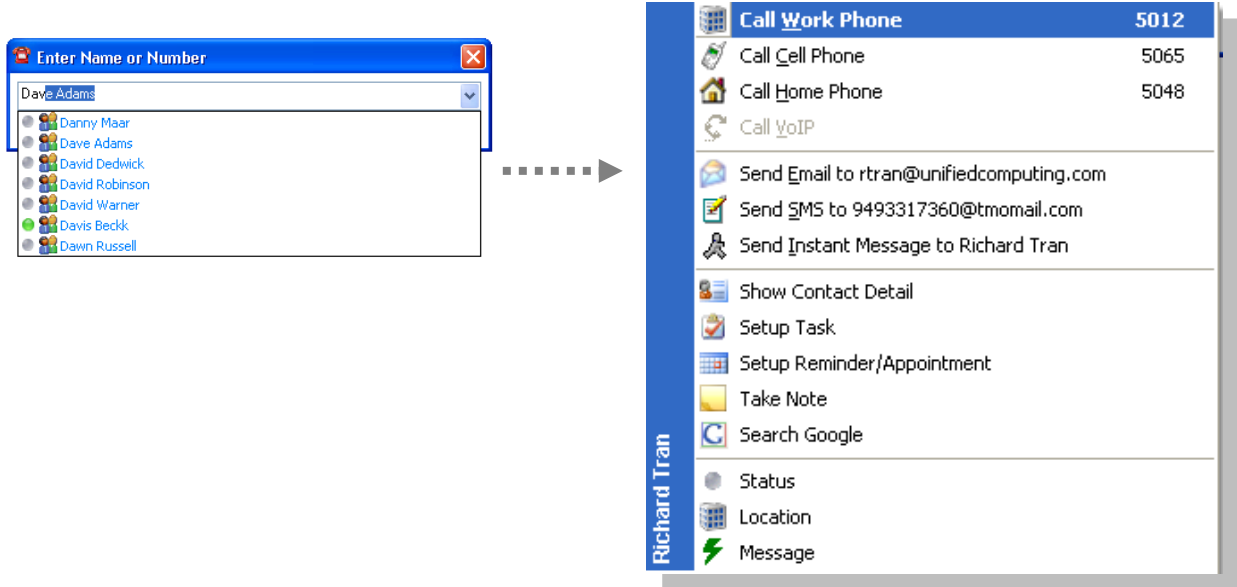 Enter Name or Number
Dave Adams
Danny Maar
Dave Adams
David Dedwick
David Robinson
David Warner
Davis Beckk
Dawn Russell
Call Work Phone 5012
Call Cell Phone 5065
Call Home Phone 5048
Call VoIP
Send Email to rtran@unifiedcomputing.com
Send SMS to 9493317360@tmomail.com
Send Instant Message to Richard Tran
Show Contact Detail
Setup Task
Setup Reminder/Appointment
Take Note
Search Google
Status
Location
Message
Richard Tran